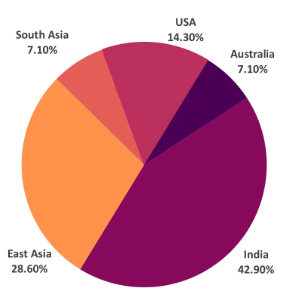 USA
14.30%
South Asia
7.10%
Australia
7.10%
East Asia
28.60%
India
42.90%